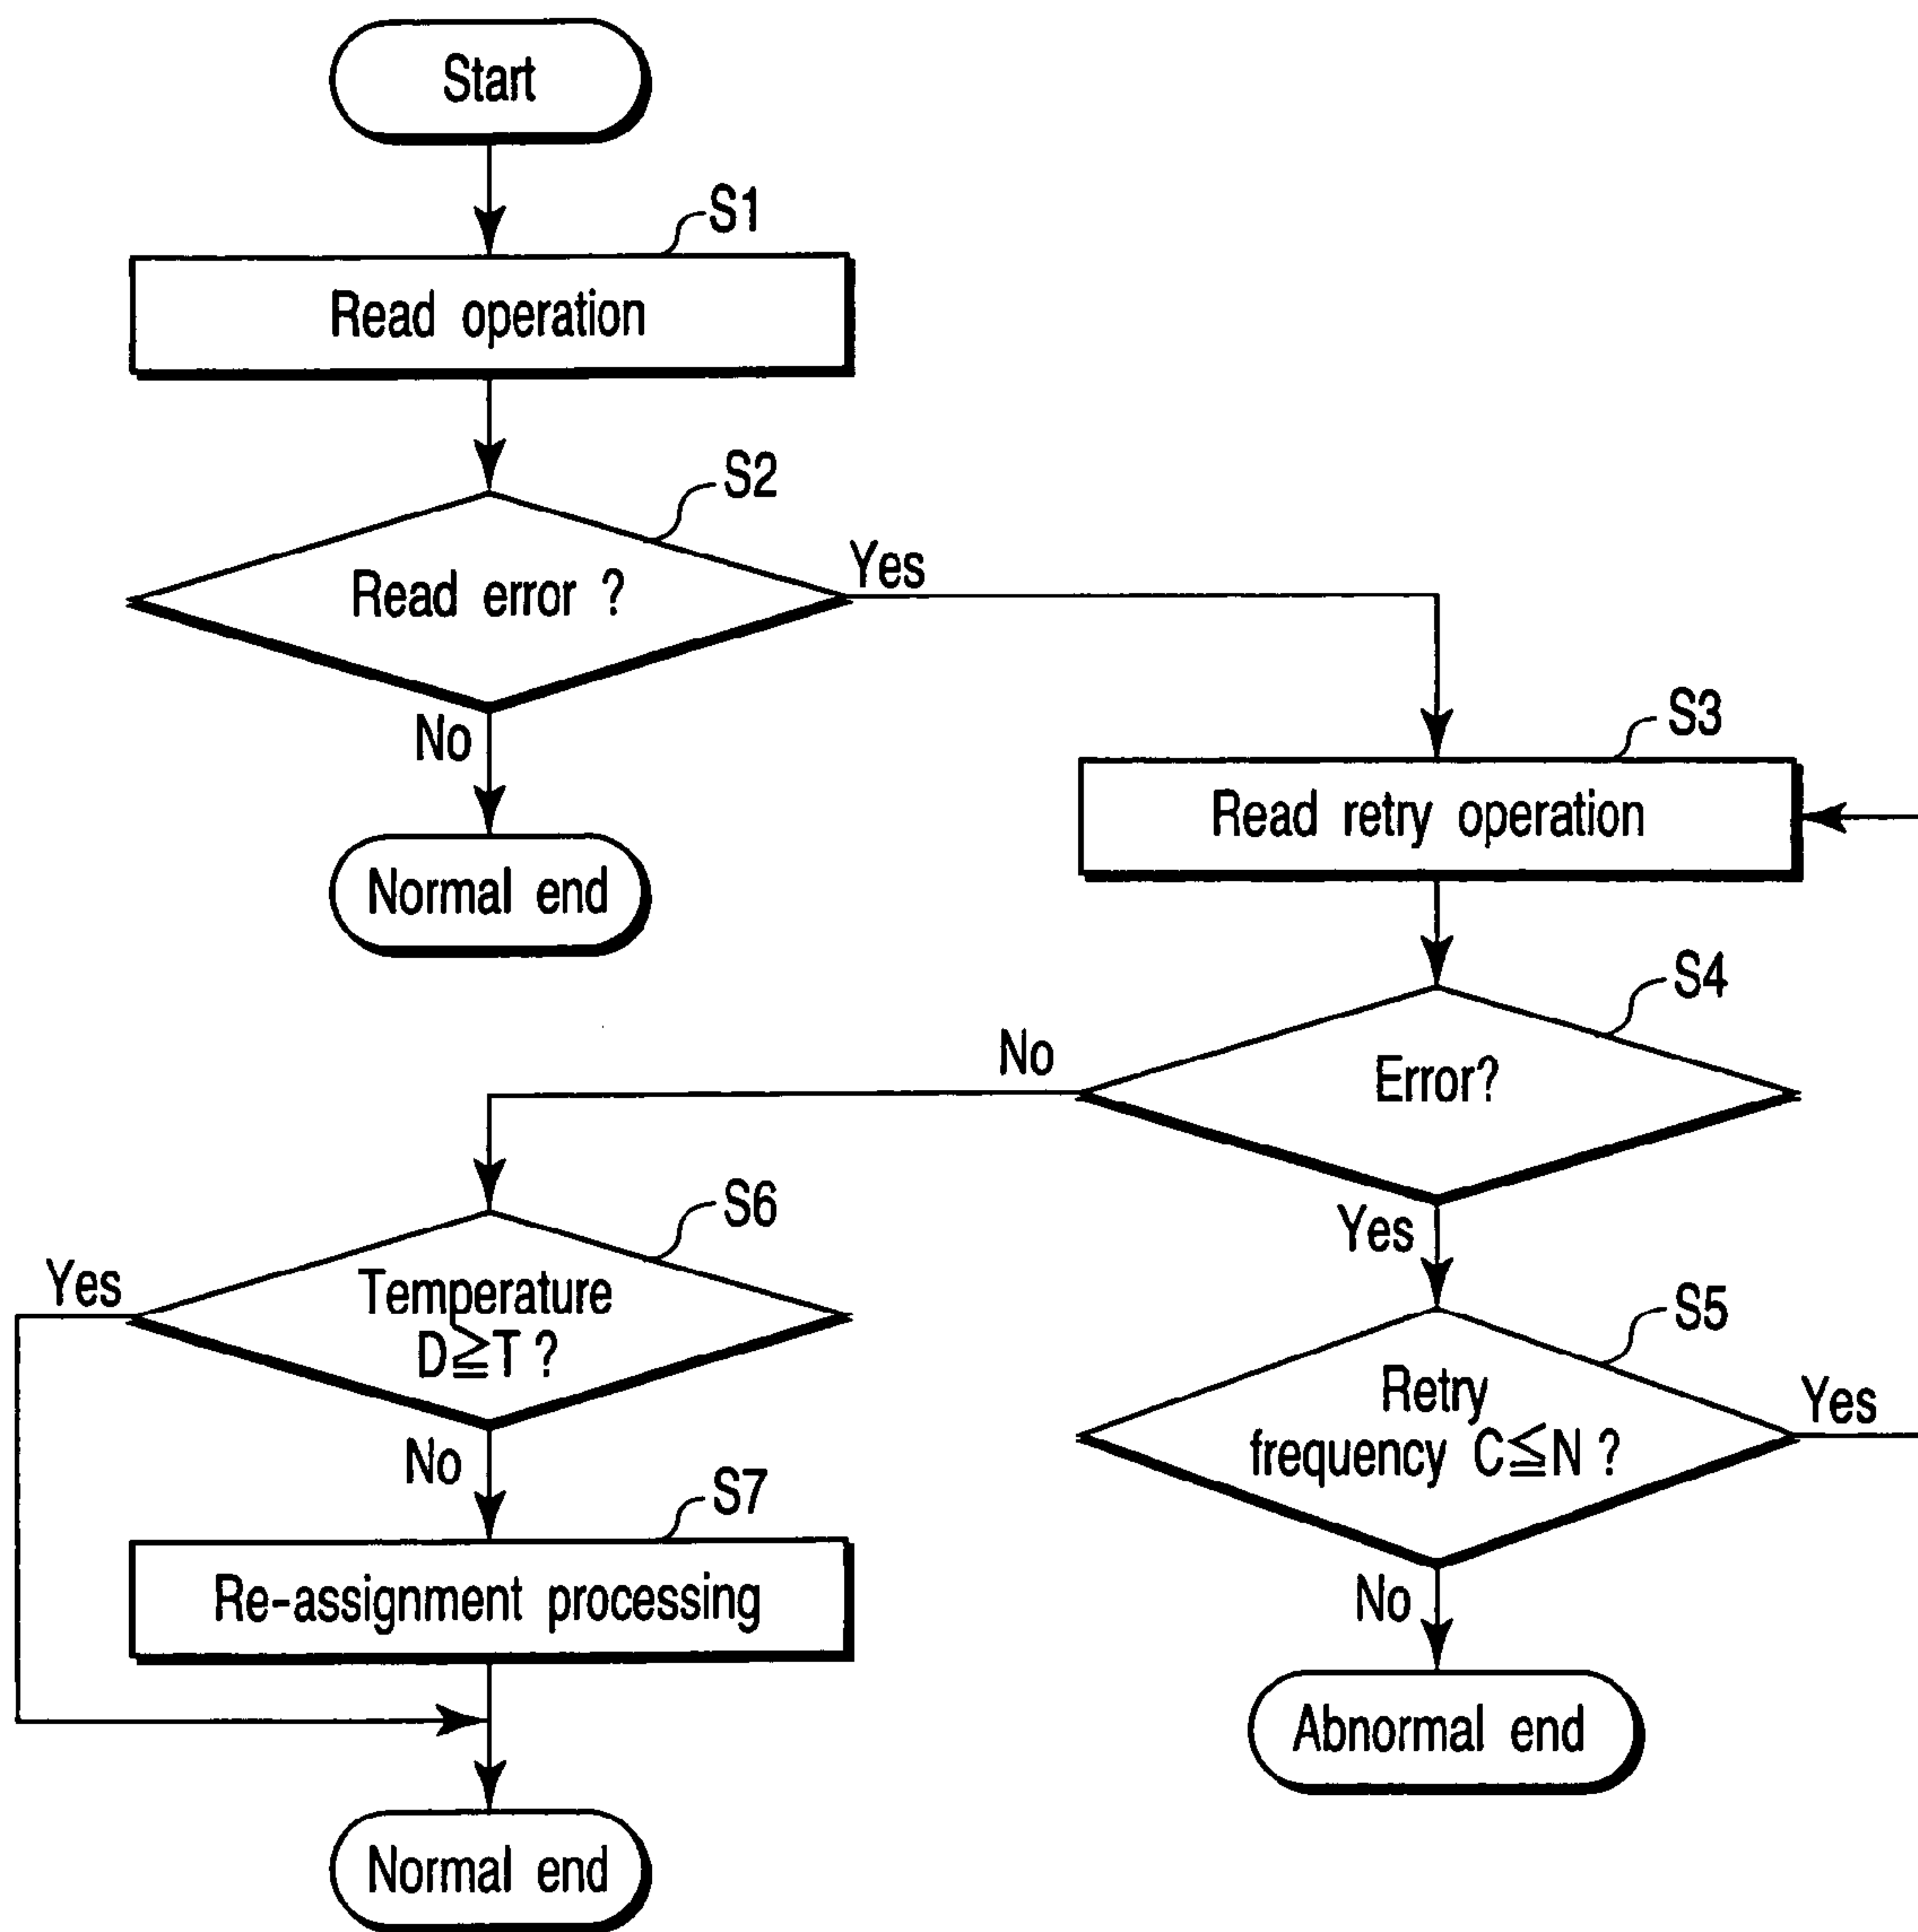 Start
S1
Read operation
S2
Read error ?
Yes
No
Normal end
S3
Read retry operation
S4
Error?
No
Yes
S5
Retry
frequency C≦N ?
Yes
No
Abnormal end
S6
Temperature
D≧T ?
Yes
No
S7
Re-assignment processing
Normal end